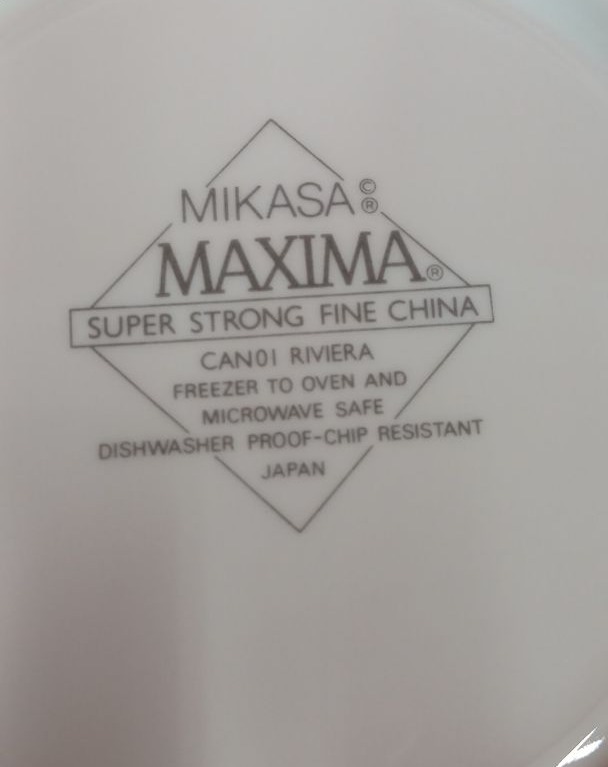 MIKASA©®
MAXIMA®
SUPER STRONG FINE CHINA
CAN01 RIVIERA
FREEZER TO OVEN AND
MICROWAVE SAFE
DISHWASHER PROOF-CHIP RESISTANT
JAPAN